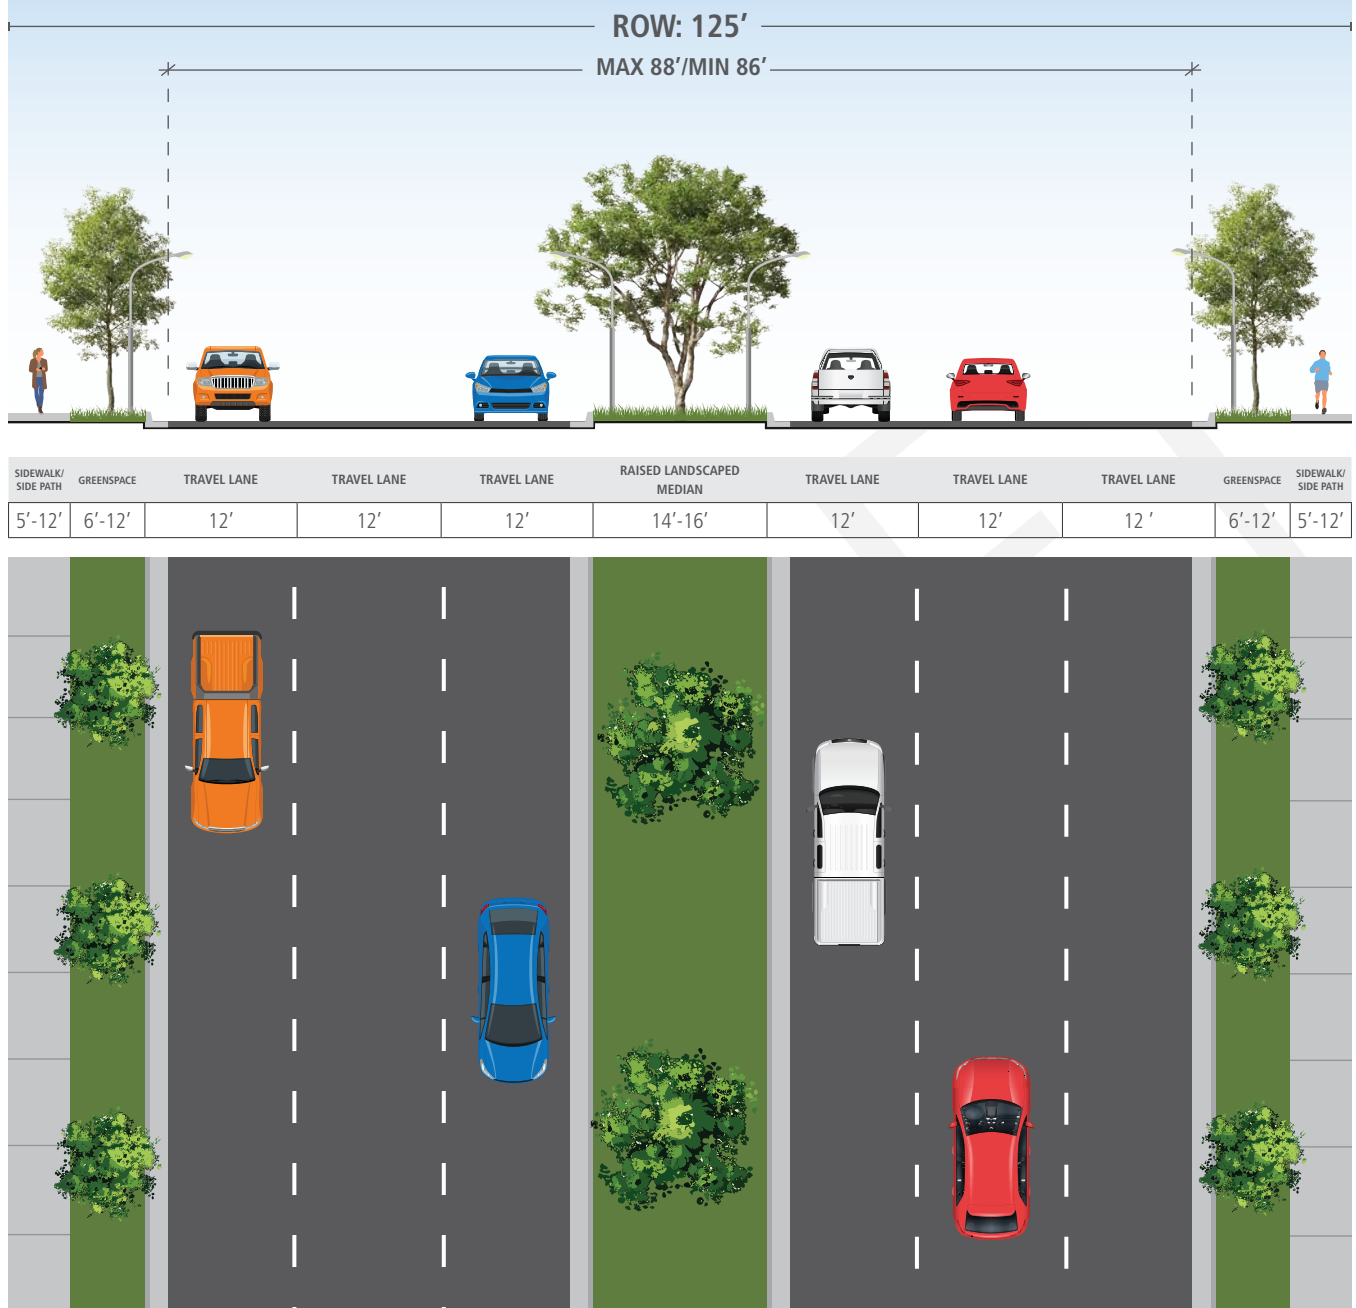 ROW: 125′
MAX 88′/MIN 86′
SIDEWALK/
SIDE PATH
GREENSPACE
TRAVEL LANE
TRAVEL LANE
TRAVEL LANE
RAISED LANDSCAPED
MEDIAN
TRAVEL LANE
TRAVEL LANE
TRAVEL LANE
GREENSPACE
SIDEWALK/
SIDE PATH
5′-12′
6′-12′
12′
12′
12′
14′-16′
12′
12′
12 ′
6′-12′
5′-12′